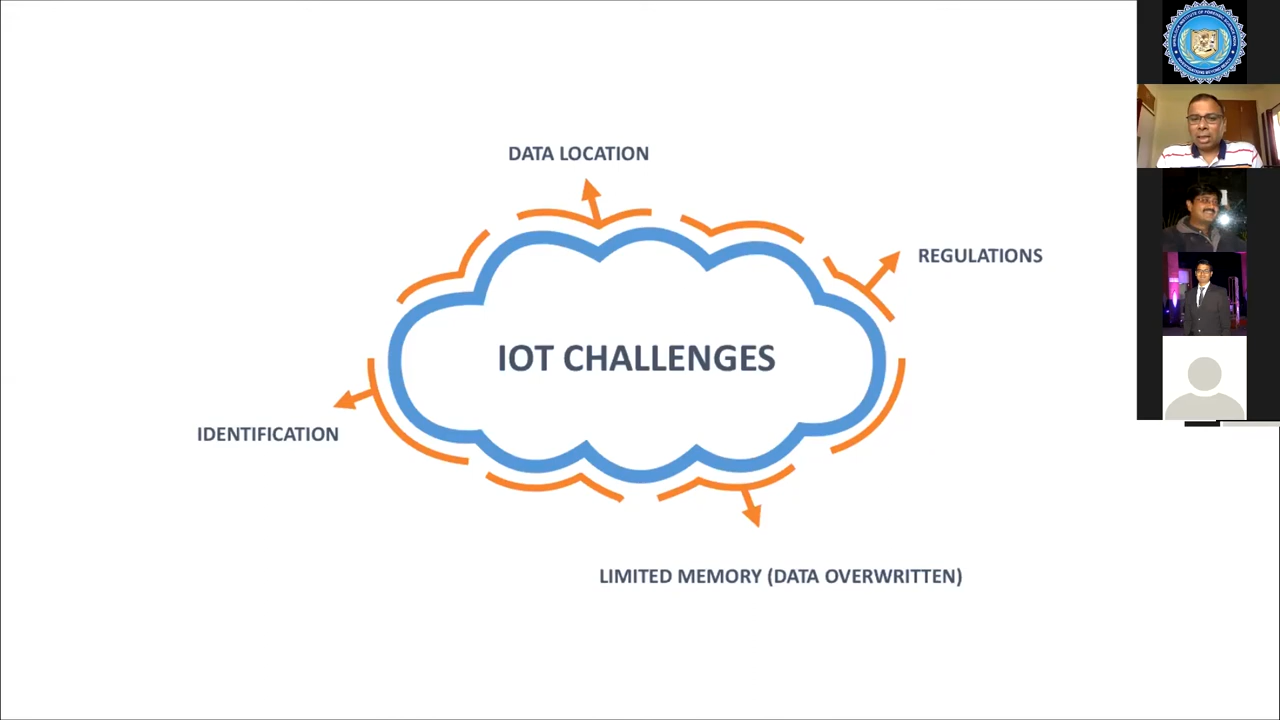 DATA LOCATION
REGULATIONS
IOT CHALLENGES
IDENTIFICATION
LIMITED MEMORY (DATA OVERWRITTEN)